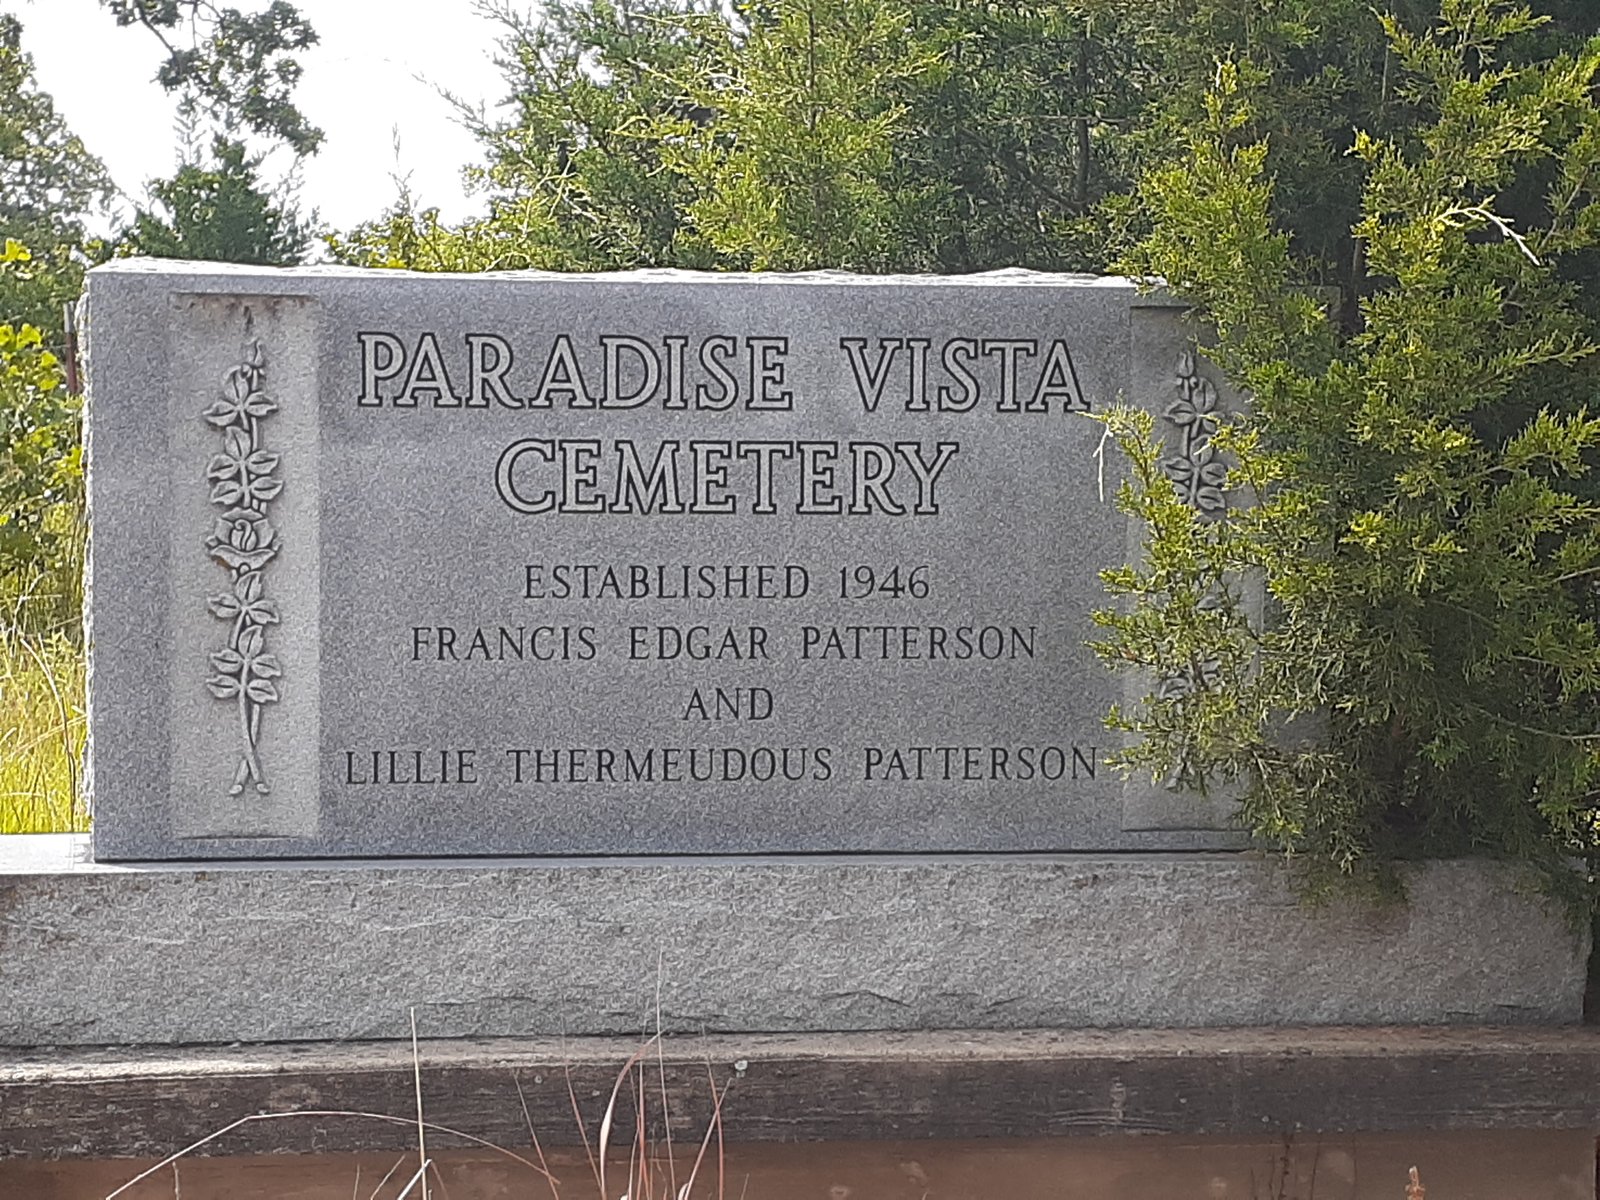 PARADISE VISTA
CEMETERY
ESTABLISHED 1946
FRANCIS EDGAR PATTERSON
AND
LILLIE THERMEUDOUS PATTERSON